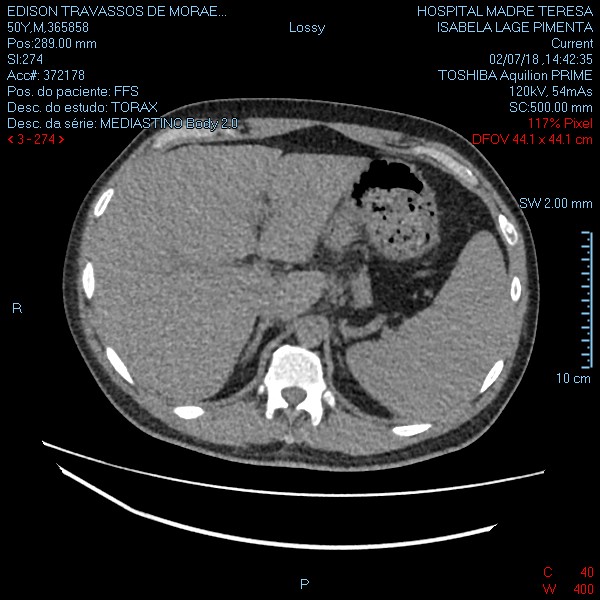 EDISON TRAVASSOS DE MORAE...
50Y,M,365858
Pos:289.00 mm
SI:274
Acc#: 372178
Pos. do paciente: FFS
Desc. do estudo: TORAX
Desc. da série: MEDIASTINO Body 2.0
< 3 - 274 >
Lossy
HOSPITAL MADRE TERESA
ISABELA LAGE PIMENTA
Current
02/07/18 ,14:42:35
TOSHIBA Aquilion PRIME
120kV, 54mAs
SC:500.00 mm
117% Pixel
DFOV 44.1 x 44.1 cm
SW 2.00 mm
R
10 cm
P
C 40
W 400